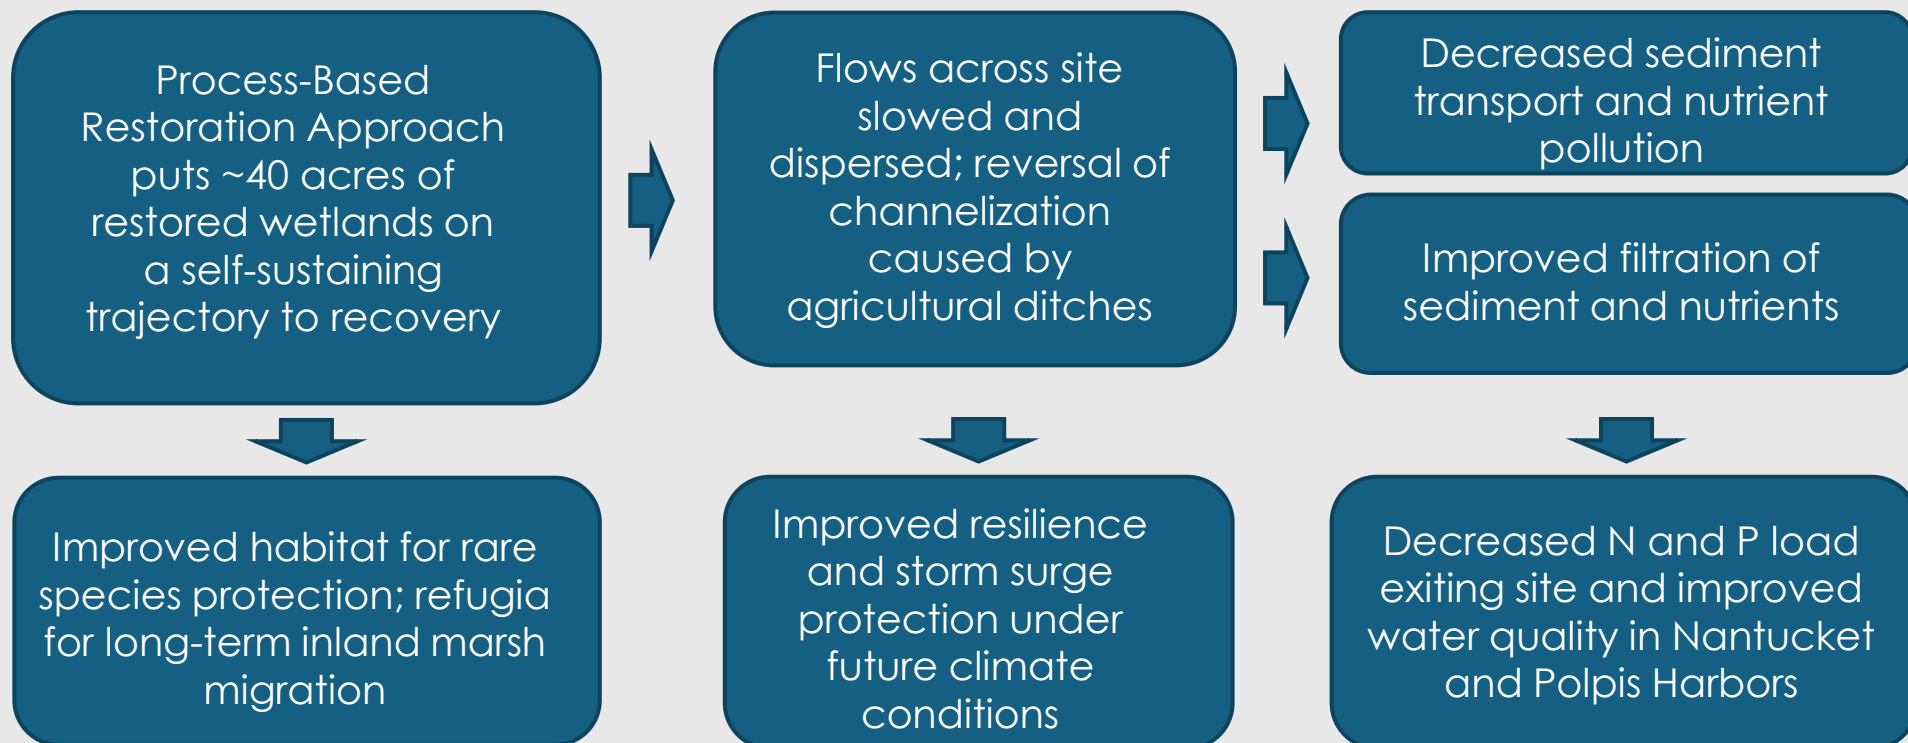 Process-Based
Restoration Approach
puts ~40 acres of
restored wetlands on
a self-sustaining
trajectory to recovery
Flows across site
slowed and
dispersed; reversal of
channelization
caused by
agricultural ditches
Decreased sediment
transport and nutrient
pollution
Improved filtration of
sediment and nutrients
Improved habitat for rare
species protection; refugia
for long-term inland marsh
migration
Improved resilience
and storm surge
protection under
future climate
conditions
Decreased N and P load
exiting site and improved
water quality in Nantucket
and Polpis Harbors